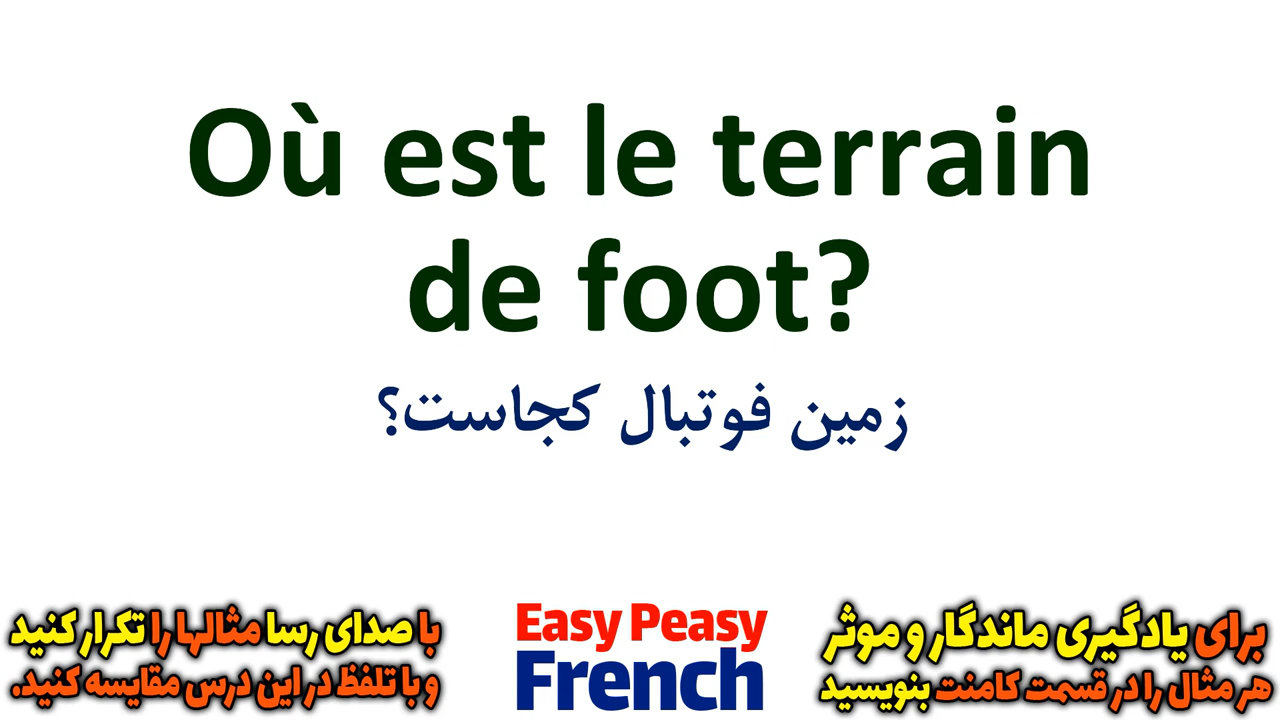 Où est le terrain
de foot?
زمین فوتبال کجاست؟
با صدای رسا مثالها را تکرار کنید
و با تلفظ در این درس مقایسه کنید.
Easy Peasy
French
برای یادگیری ماندگار و موثر
هر مثال را در قسمت کامنت بنویسید